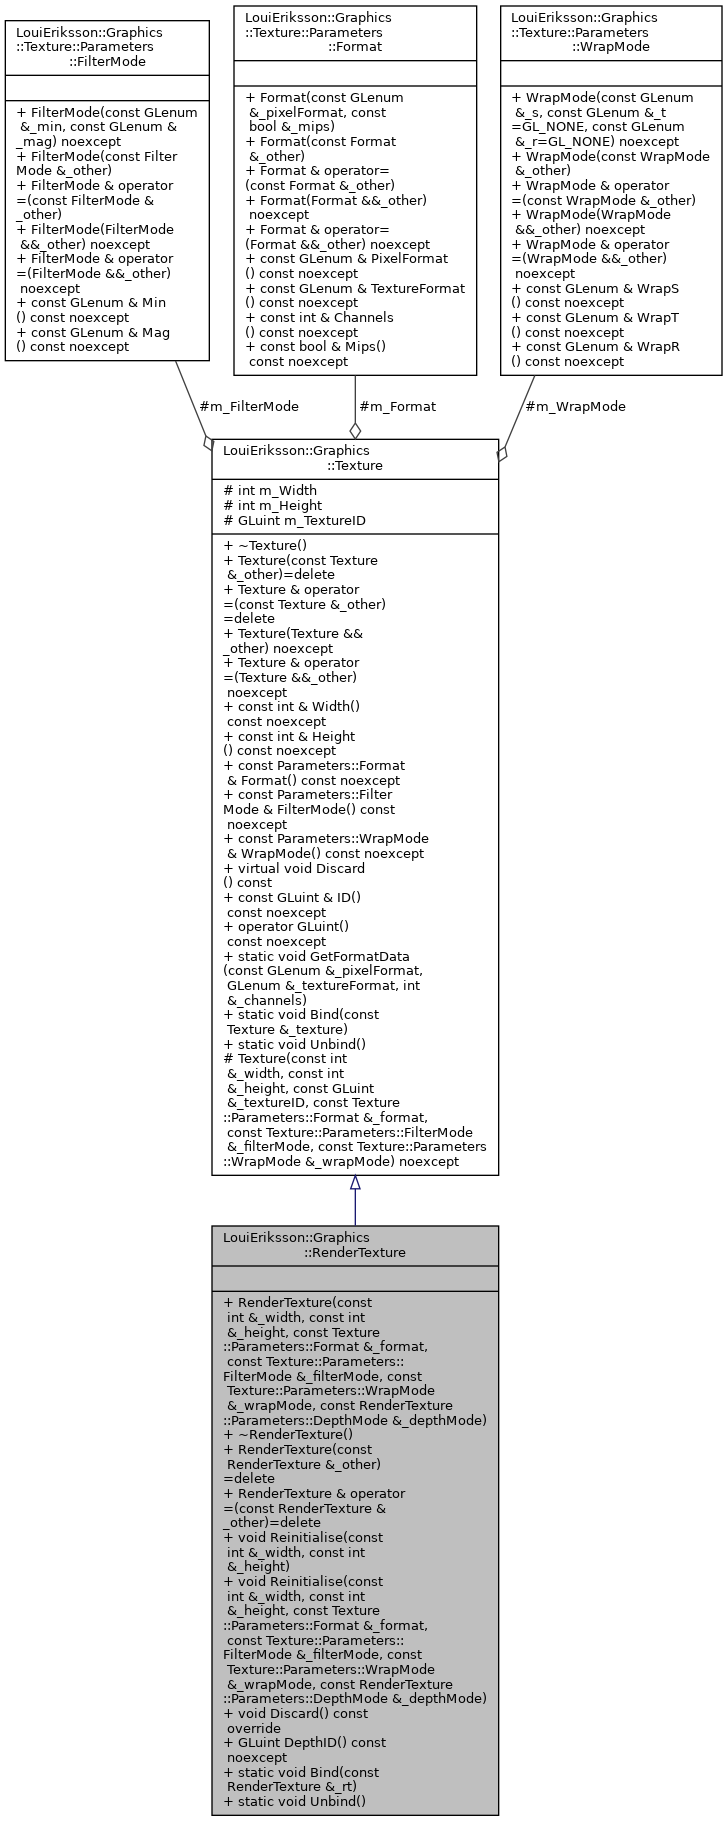 LouiEriksson::Graphics
::Texture::Parameters
::FilterMode
+ FilterMode(const GLenum
&_min, const GLenum &
_mag) noexcept
+ FilterMode(const Filter
Mode &_other)
+ FilterMode & operator
=(const FilterMode &
_other)
+ FilterMode(FilterMode
&&_other) noexcept
+ FilterMode & operator
=(FilterMode &&_other)
noexcept
+ const GLenum & Min
() const noexcept
+ const GLenum & Mag
() const noexcept
LouiEriksson::Graphics
::Texture::Parameters
::Format
+ Format(const GLenum
&_pixelFormat, const
bool &_mips)
+ Format(const Format
&_other)
+ Format & operator=
(const Format &_other)
+ Format(Format &&_other)
noexcept
+ Format & operator=
(Format &&_other) noexcept
+ const GLenum & PixelFormat
() const noexcept
+ const GLenum & TextureFormat
() const noexcept
+ const int & Channels
() const noexcept
+ const bool & Mips()
const noexcept
LouiEriksson::Graphics
::Texture::Parameters
::WrapMode
+ WrapMode(const GLenum
&_s, const GLenum &_t
=GL_NONE, const GLenum
&_r=GL_NONE) noexcept
+ WrapMode(const WrapMode
&_other)
+ WrapMode & operator
=(const WrapMode &_other)
+ WrapMode(WrapMode
&&_other) noexcept
+ WrapMode & operator
=(WrapMode &&_other)
noexcept
+ const GLenum & WrapS
() const noexcept
+ const GLenum & WrapT
() const noexcept
+ const GLenum & WrapR
() const noexcept
#m_FilterMode
#m_Format
#m_WrapMode
LouiEriksson::Graphics
::Texture
# int m_Width
# int m_Height
# GLuint m_TextureID
+ ~Texture()
+ Texture(const Texture
&_other)=delete
+ Texture & operator
=(const Texture &_other)
=delete
+ Texture(Texture &&
_other) noexcept
+ Texture & operator
=(Texture &&_other)
noexcept
+ const int & Width()
const noexcept
+ const int & Height
() const noexcept
+ const Parameters::Format
& Format() const noexcept
+ const Parameters::Filter
Mode & FilterMode() const
noexcept
+ const Parameters::WrapMode
& WrapMode() const noexcept
+ virtual void Discard
() const
+ const GLuint & ID()
const noexcept
+ operator GLuint()
const noexcept
+ static void GetFormatData
(const GLenum &_pixelFormat,
GLenum &_textureFormat, int
&_channels)
+ static void Bind(const
Texture &_texture)
+ static void Unbind()
# Texture(const int
&_width, const int
&_height, const GLuint
&_textureID, const Texture
::Parameters::Format &_format,
const Texture::Parameters::FilterMode
&_filterMode, const Texture::Parameters
::WrapMode &_wrapMode) noexcept
LouiEriksson::Graphics
::RenderTexture
+ RenderTexture(const
int &_width, const int
&_height, const Texture
::Parameters::Format &_format,
const Texture::Parameters::
FilterMode &_filterMode, const
Texture::Parameters::WrapMode
&_wrapMode, const RenderTexture
::Parameters::DepthMode &_depthMode)
+ ~RenderTexture()
+ RenderTexture(const
RenderTexture &_other)
=delete
+ RenderTexture & operator
=(const RenderTexture &
_other)=delete
+ void Reinitialise(const
int &_width, const int
&_height)
+ void Reinitialise(const
int &_width, const int
&_height, const Texture
::Parameters::Format &_format,
const Texture::Parameters::
FilterMode &_filterMode, const
Texture::Parameters::WrapMode
&_wrapMode, const RenderTexture
::Parameters::DepthMode &_depthMode)
+ void Discard() const
override
+ GLuint DepthID() const
noexcept
+ static void Bind(const
RenderTexture &_rt)
+ static void Unbind()